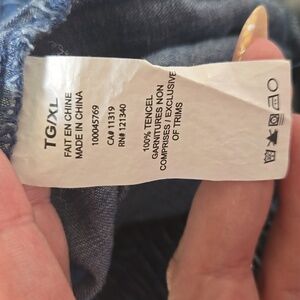 TG/XL
FAIT EN CHINE
MADE IN CHINA
100045769
CA# 11319
RN# 121340
100% TENCEL
GARNITURES NON
COMPRISES / EXCLUSIVE
OF TRIMS